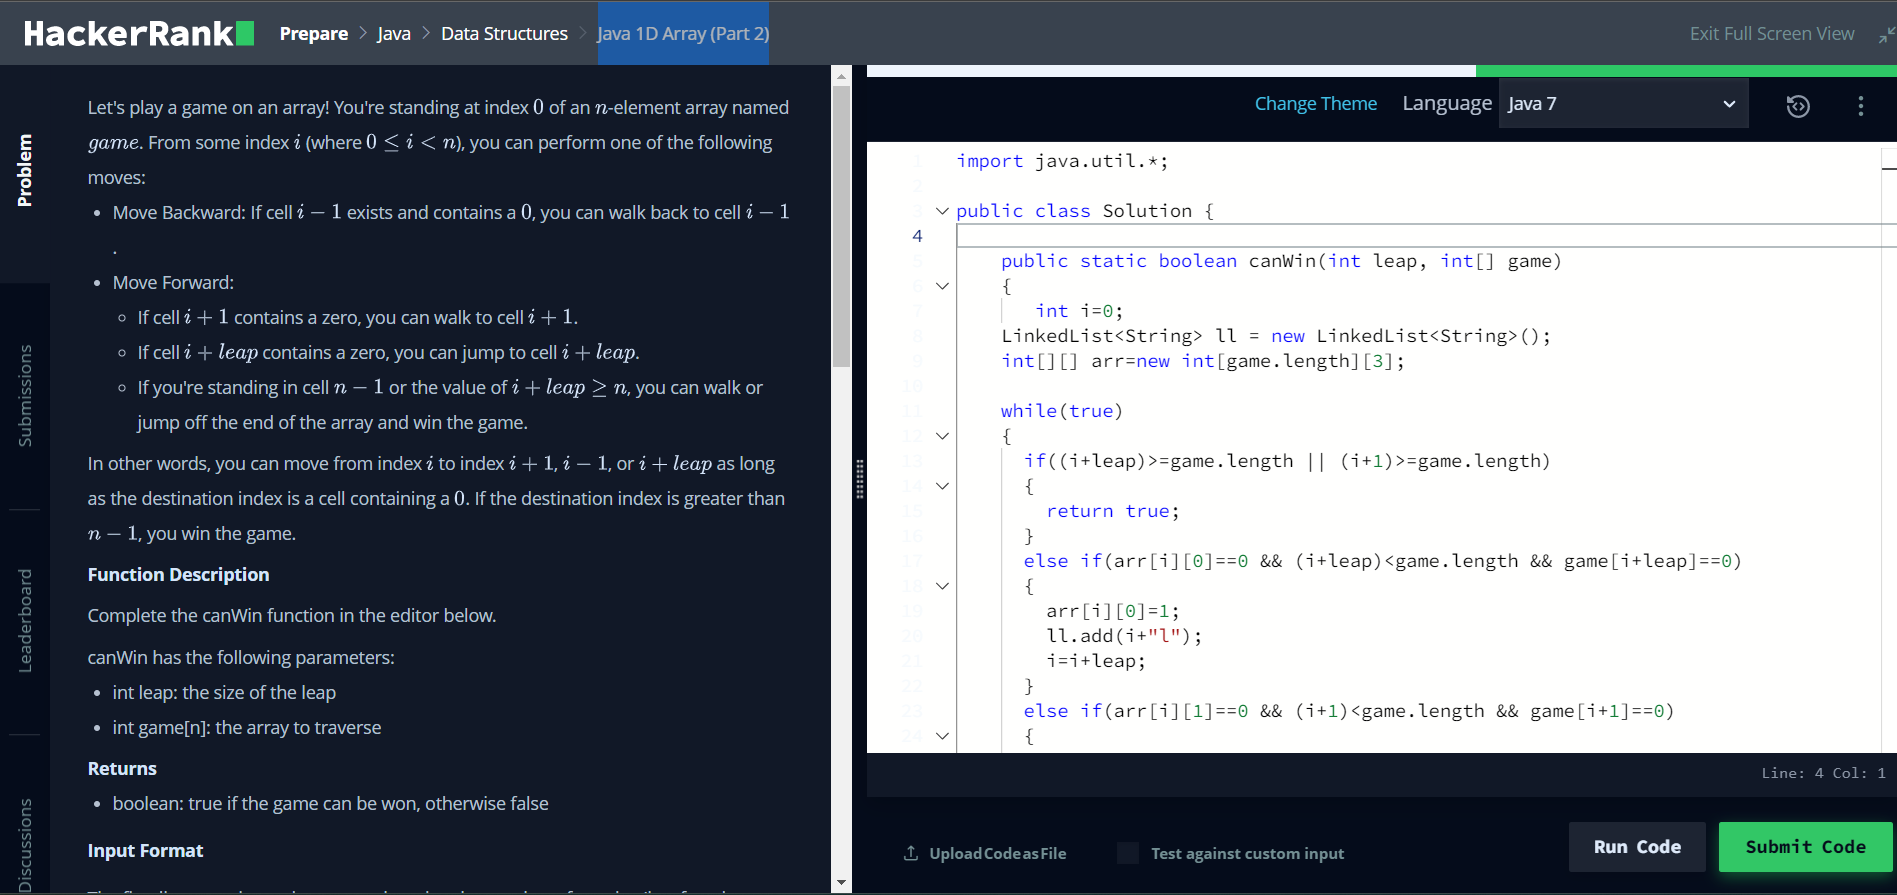 HackerRank Prepare > Java > Data Structures > Java 1D Array (Part 2) Exit Full Screen View
Problem
Submissions
Leaderboard
Discussions
Let's play a game on an array! You're standing at index 0 of an n-element array named
game. From some index i (where 0 ≤ i < n), you can perform one of the following
moves:
• Move Backward: If cell i − 1 exists and contains a 0, you can walk back to cell i − 1
.
• Move Forward:
◦ If cell i + 1 contains a zero, you can walk to cell i + 1.
◦ If cell i + leap contains a zero, you can jump to cell i + leap.
◦ If you're standing in cell n − 1 or the value of i + leap ≥ n, you can walk or
jump off the end of the array and win the game.
In other words, you can move from index i to index i + 1, i − 1, or i + leap as long
as the destination index is a cell containing a 0. If the destination index is greater than
n − 1, you win the game.
Function Description
Complete the canWin function in the editor below.
canWin has the following parameters:
• int leap: the size of the leap
• int game[n]: the array to traverse
Returns
• boolean: true if the game can be won, otherwise false
Input Format
Change Theme Language Java 7
1 import java.util.*;
2
3 public class Solution {
4
5 public static boolean canWin(int leap, int[] game)
6 {
7 int i=0;
8 LinkedList<String> ll = new LinkedList<String>();
9 int[][] arr=new int[game.length][3];
10
11 while(true)
12 {
13 if((i+leap)>=game.length || (i+1)>=game.length)
14 {
15 return true;
16 }
17 else if(arr[i][0]==0 && (i+leap)<game.length && game[i+leap]==0)
18 {
19 arr[i][0]=1;
20 ll.add(i+"l");
21 i=i+leap;
22 }
23 else if(arr[i][1]==0 && (i+1)<game.length && game[i+1]==0)
24 {
Line: 4 Col: 1
Upload Code as File Test against custom input Run Code Submit Code